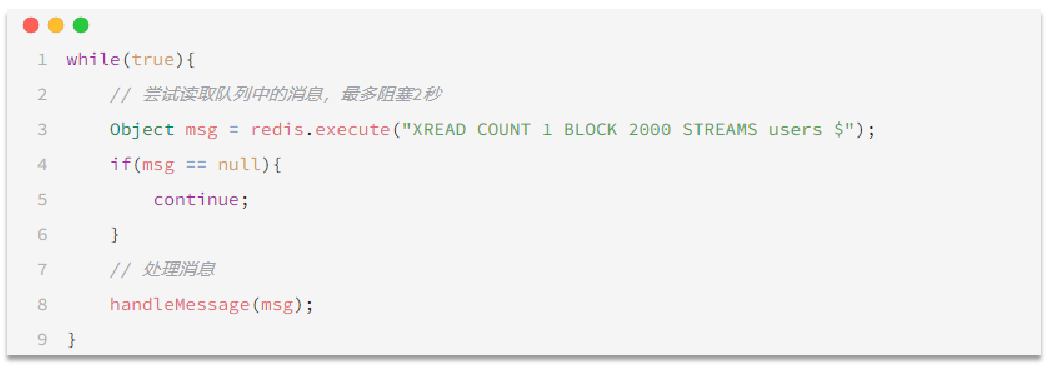 1 while(true){
2 // 尝试读取队列中的消息，最多阻塞2秒
3 Object msg = redis.execute("XREAD COUNT 1 BLOCK 2000 STREAMS users $");
4 if(msg == null){
5 continue;
6 }
7 // 处理消息
8 handleMessage(msg);
9 }